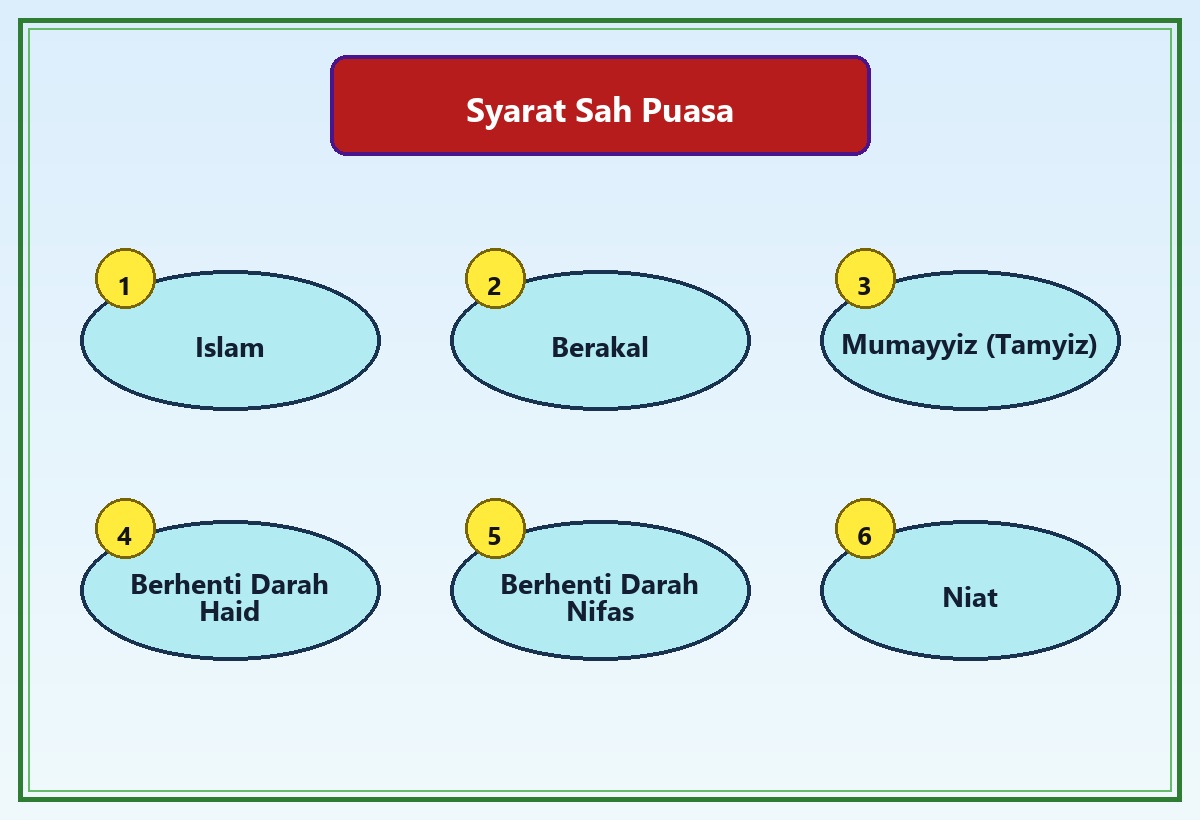 Syarat Sah Puasa
1
Islam
2
Berakal
3
Mumayyiz (Tamyiz)
4
Berhenti Darah
Haid
5
Berhenti Darah
Nifas
6
Niat